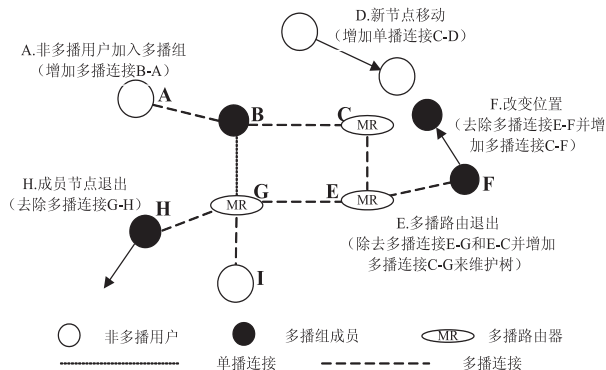 D.新节点移动
（增加单播连接C-D）
A.非多播用户加入多播组
（增加多播连接B-A）
A
B
C
MR
F.改变位置
（去除多播连接E-F并增
加多播连接C-F）
H.成员节点退出
（去除多播连接G-H）
H
G
MR
E
MR
F
E.多播路由退出
（除去多播连接E-G和E-C并增加
多播连接C-G来维护树）
I
非多播用户
多播组成员
MR
多播路由器
单播连接
多播连接